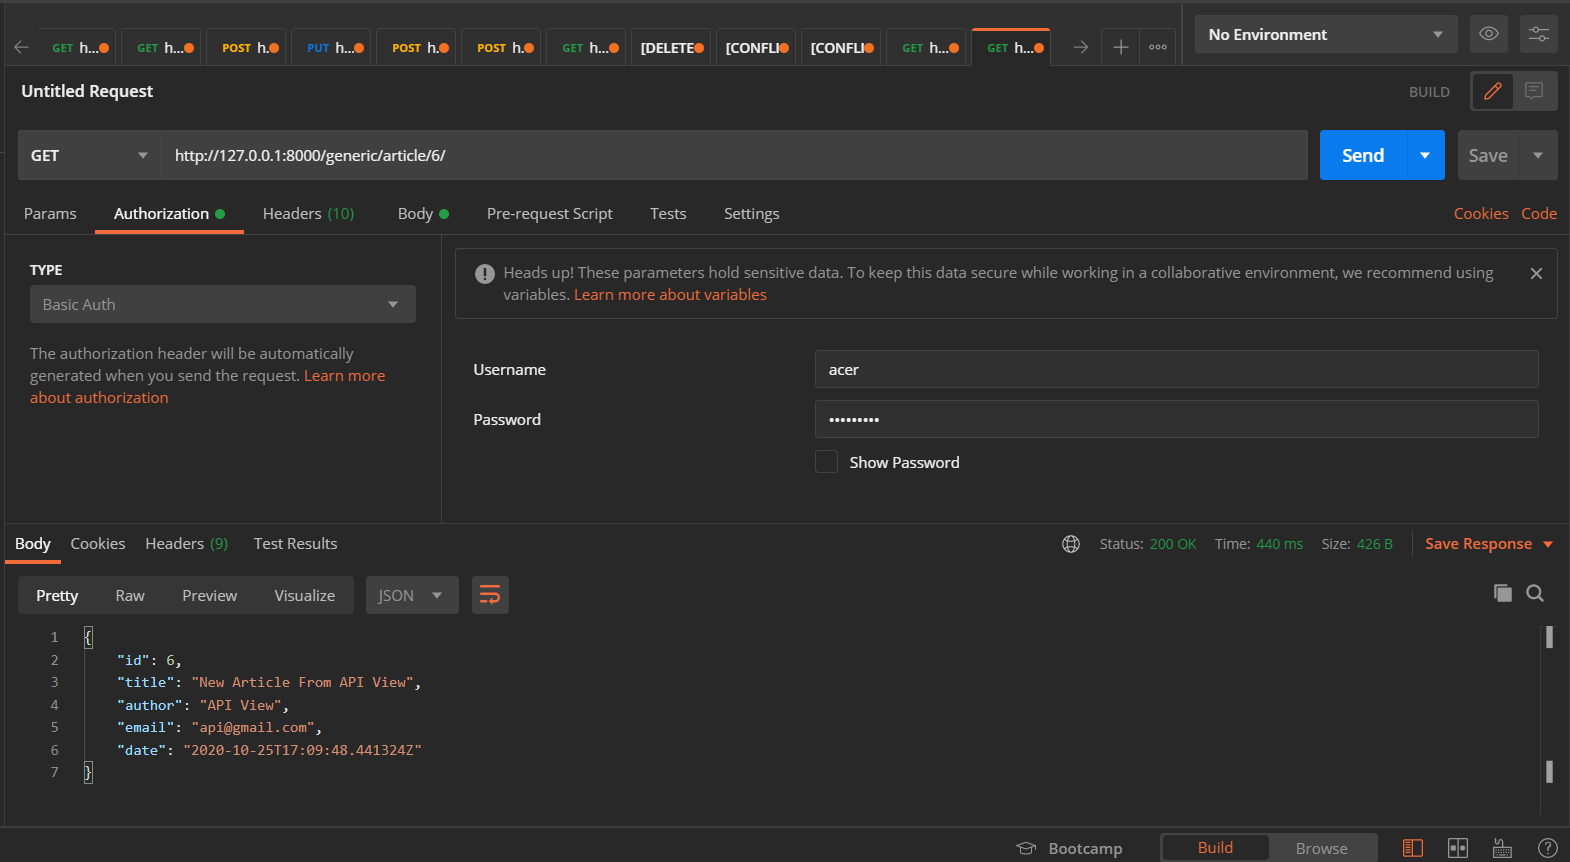 GET h... GET h... POST h. PUT h... POST h. POST h. GET h... [DELETE [CONFLI [CONFLI GET h... GET h... No Environment
Untitled Request BUILD
GET http://127.0.0.1:8000/generic/article/6/ Send Save
Params Authorization Headers (10) Body Pre-request Script Tests Settings Cookies Code
TYPE
Basic Auth
The authorization header will be automatically
generated when you send the request. Learn more
about authorization
Heads up! These parameters hold sensitive data. To keep this data secure while working in a collaborative environment, we recommend using
variables. Learn more about variables
Username acer
Password •••••••••
Show Password
Body Cookies Headers (9) Test Results Status: 200 OK Time: 440 ms Size: 426 B Save Response
Pretty Raw Preview Visualize JSON
1 {
2 "id": 6,
3 "title": "New Article From API View",
4 "author": "API View",
5 "email": "api@gmail.com",
6 "date": "2020-10-25T17:09:48.441324Z"
7 }
Bootcamp Build Browse